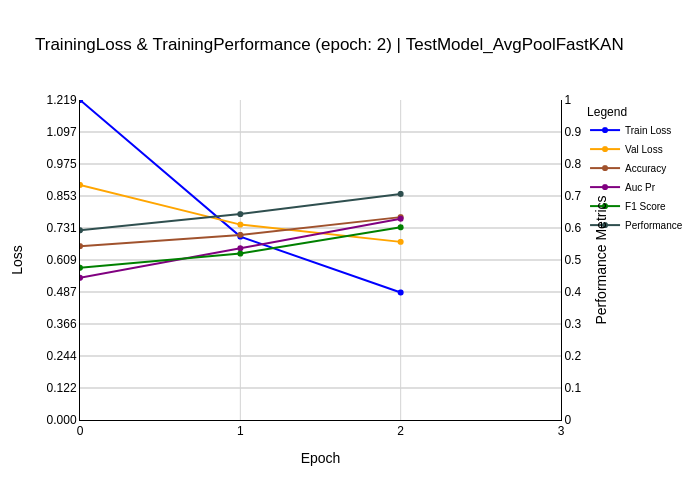 TrainingLoss & TrainingPerformance (epoch: 2) | TestModel_AvgPoolFastKAN
1.219
1.097
0.975
0.853
0.731
0.609
0.487
0.366
0.244
0.122
0.000
Loss
0
1
2
3
Epoch
1
0.9
0.8
0.7
0.6
0.5
0.4
0.3
0.2
0.1
0
Performance Metrics
Legend
Train Loss
Val Loss
Accuracy
Auc Pr
F1 Score
Performance